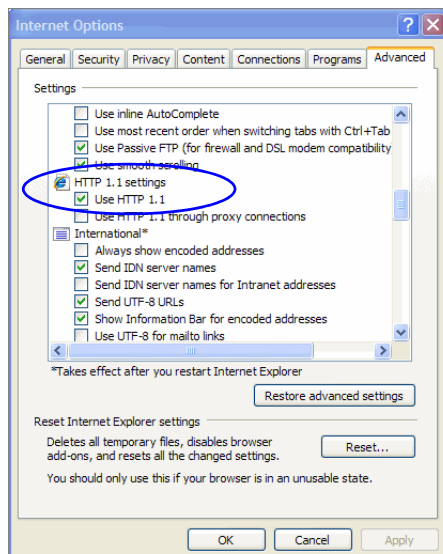 Internet Options
?
X
General Security Privacy Content Connections Programs Advanced
Settings
Use inline AutoComplete
Use most recent order when switching tabs with Ctrl+Tab
Use Passive FTP (for firewall and DSL modem compatibility
Use smooth scrolling
HTTP 1.1 settings
Use HTTP 1.1
Use HTTP 1.1 through proxy connections
International*
Always show encoded addresses
Send IDN server names
Send IDN server names for Intranet addresses
Send UTF-8 URLs
Show Information Bar for encoded addresses
Use UTF-8 for mailto links
*Takes effect after you restart Internet Explorer
Restore advanced settings
Reset Internet Explorer settings
Deletes all temporary files, disables browser
add-ons, and resets all the changed settings.
Reset...
You should only use this if your browser is in an unusable state.
OK Cancel Apply